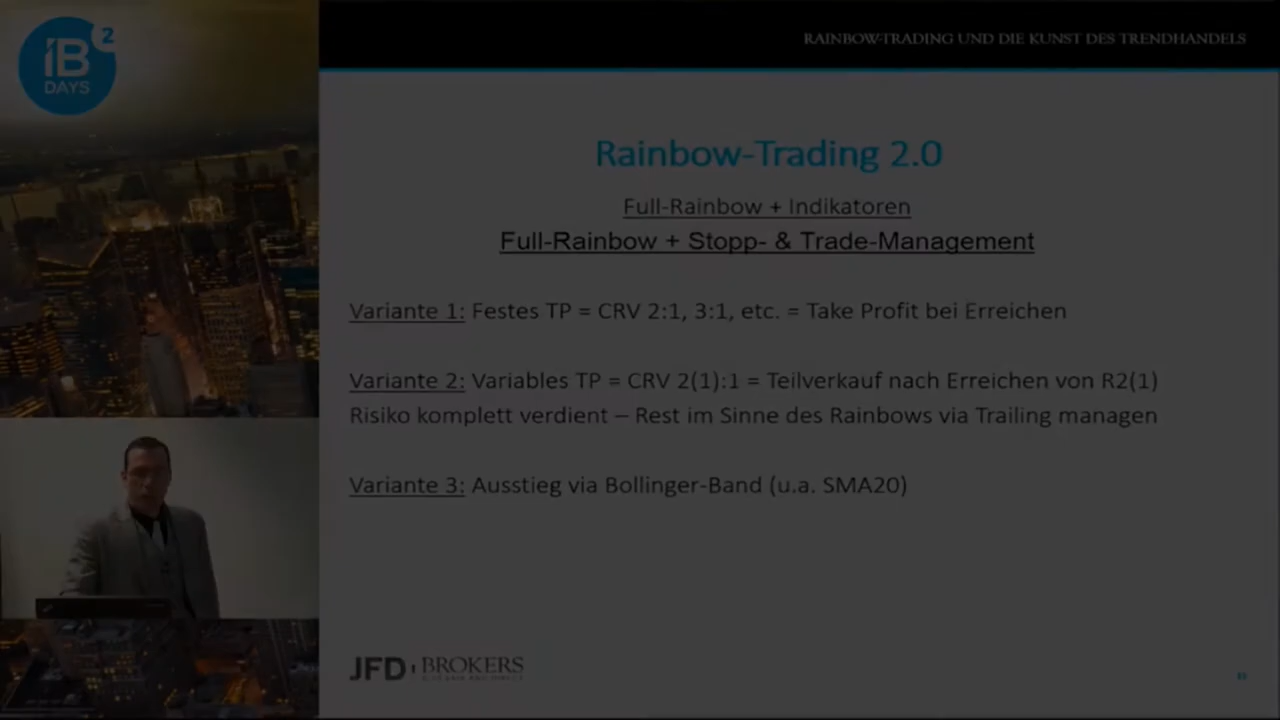 iB 2
DAYS
RAINBOW-TRADING UND DIE KUNST DES TRENDHANDELS
Rainbow-Trading 2.0
Full-Rainbow + Indikatoren
Full-Rainbow + Stopp- & Trade-Management
Variante 1: Festes TP = CRV 2:1, 3:1, etc. = Take Profit bei Erreichen
Variante 2: Variables TP = CRV 2(1):1 = Teilverkauf nach Erreichen von R2(1)
Risiko komplett verdient – Rest im Sinne des Rainbows via Trailing managen
Variante 3: Ausstieg via Bollinger-Band (u.a. SMA20)
JFD BROKERS